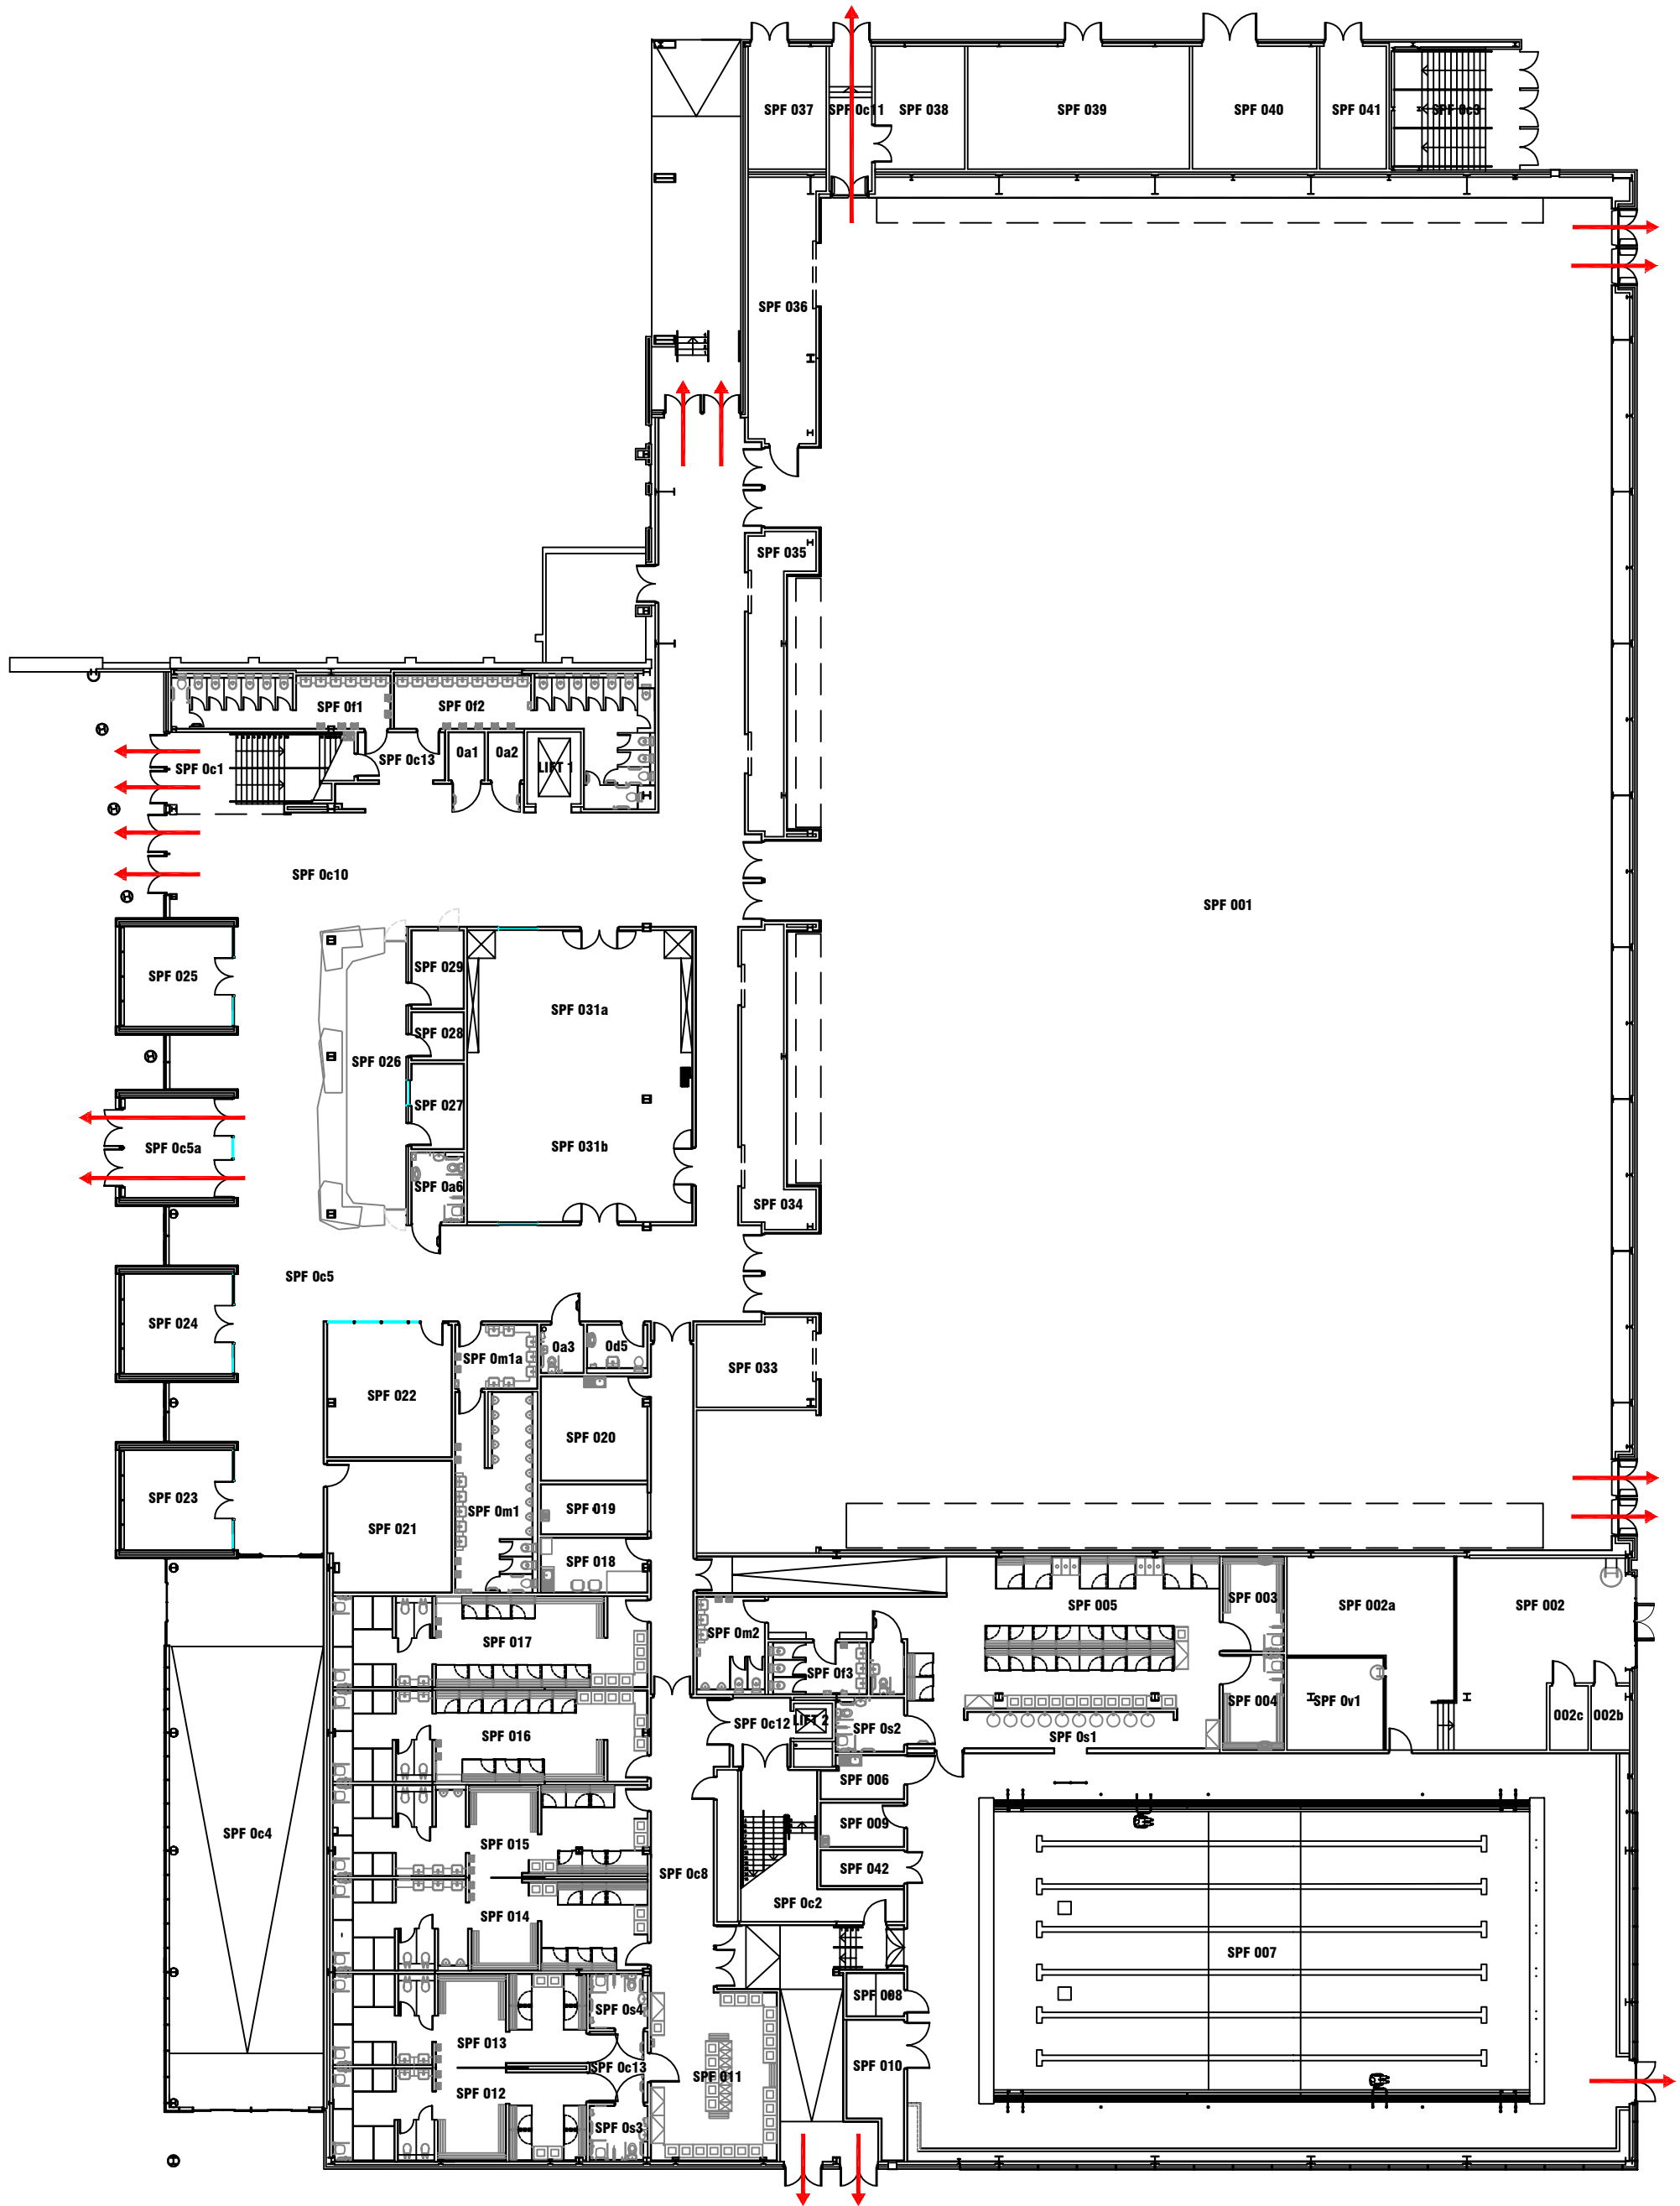 SPF 037
SPF 0c11
SPF 038
SPF 039
SPF 040
SPF 041
SPF 0c3
SPF 036
SPF 035
SPF 0f1
SPF 0f2
SPF 0c1
SPF 0c13
0a1
0a2
LIFT 1
SPF 0c10
SPF 001
SPF 025
SPF 029
SPF 031a
SPF 028
SPF 026
SPF 027
SPF 0c5a
SPF 031b
SPF 0a6
SPF 034
SPF 0c5
SPF 024
SPF 0m1a
0a3
0d5
SPF 033
SPF 022
SPF 020
SPF 023
SPF 0m1
SPF 019
SPF 021
SPF 018
SPF 003
SPF 005
SPF 002a
SPF 002
SPF 017
SPF 0m2
SPF 0f3
SPF 004
SPF 0v1
002c
002b
SPF 016
SPF 0c12
LIFT 2
SPF 0s2
SPF 0s1
SPF 006
SPF 0c4
SPF 015
SPF 009
SPF 0c8
SPF 042
SPF 014
SPF 0c2
SPF 007
SPF 008
SPF 0s4
SPF 013
SPF 0c13
SPF 011
SPF 010
SPF 012
SPF 0s3